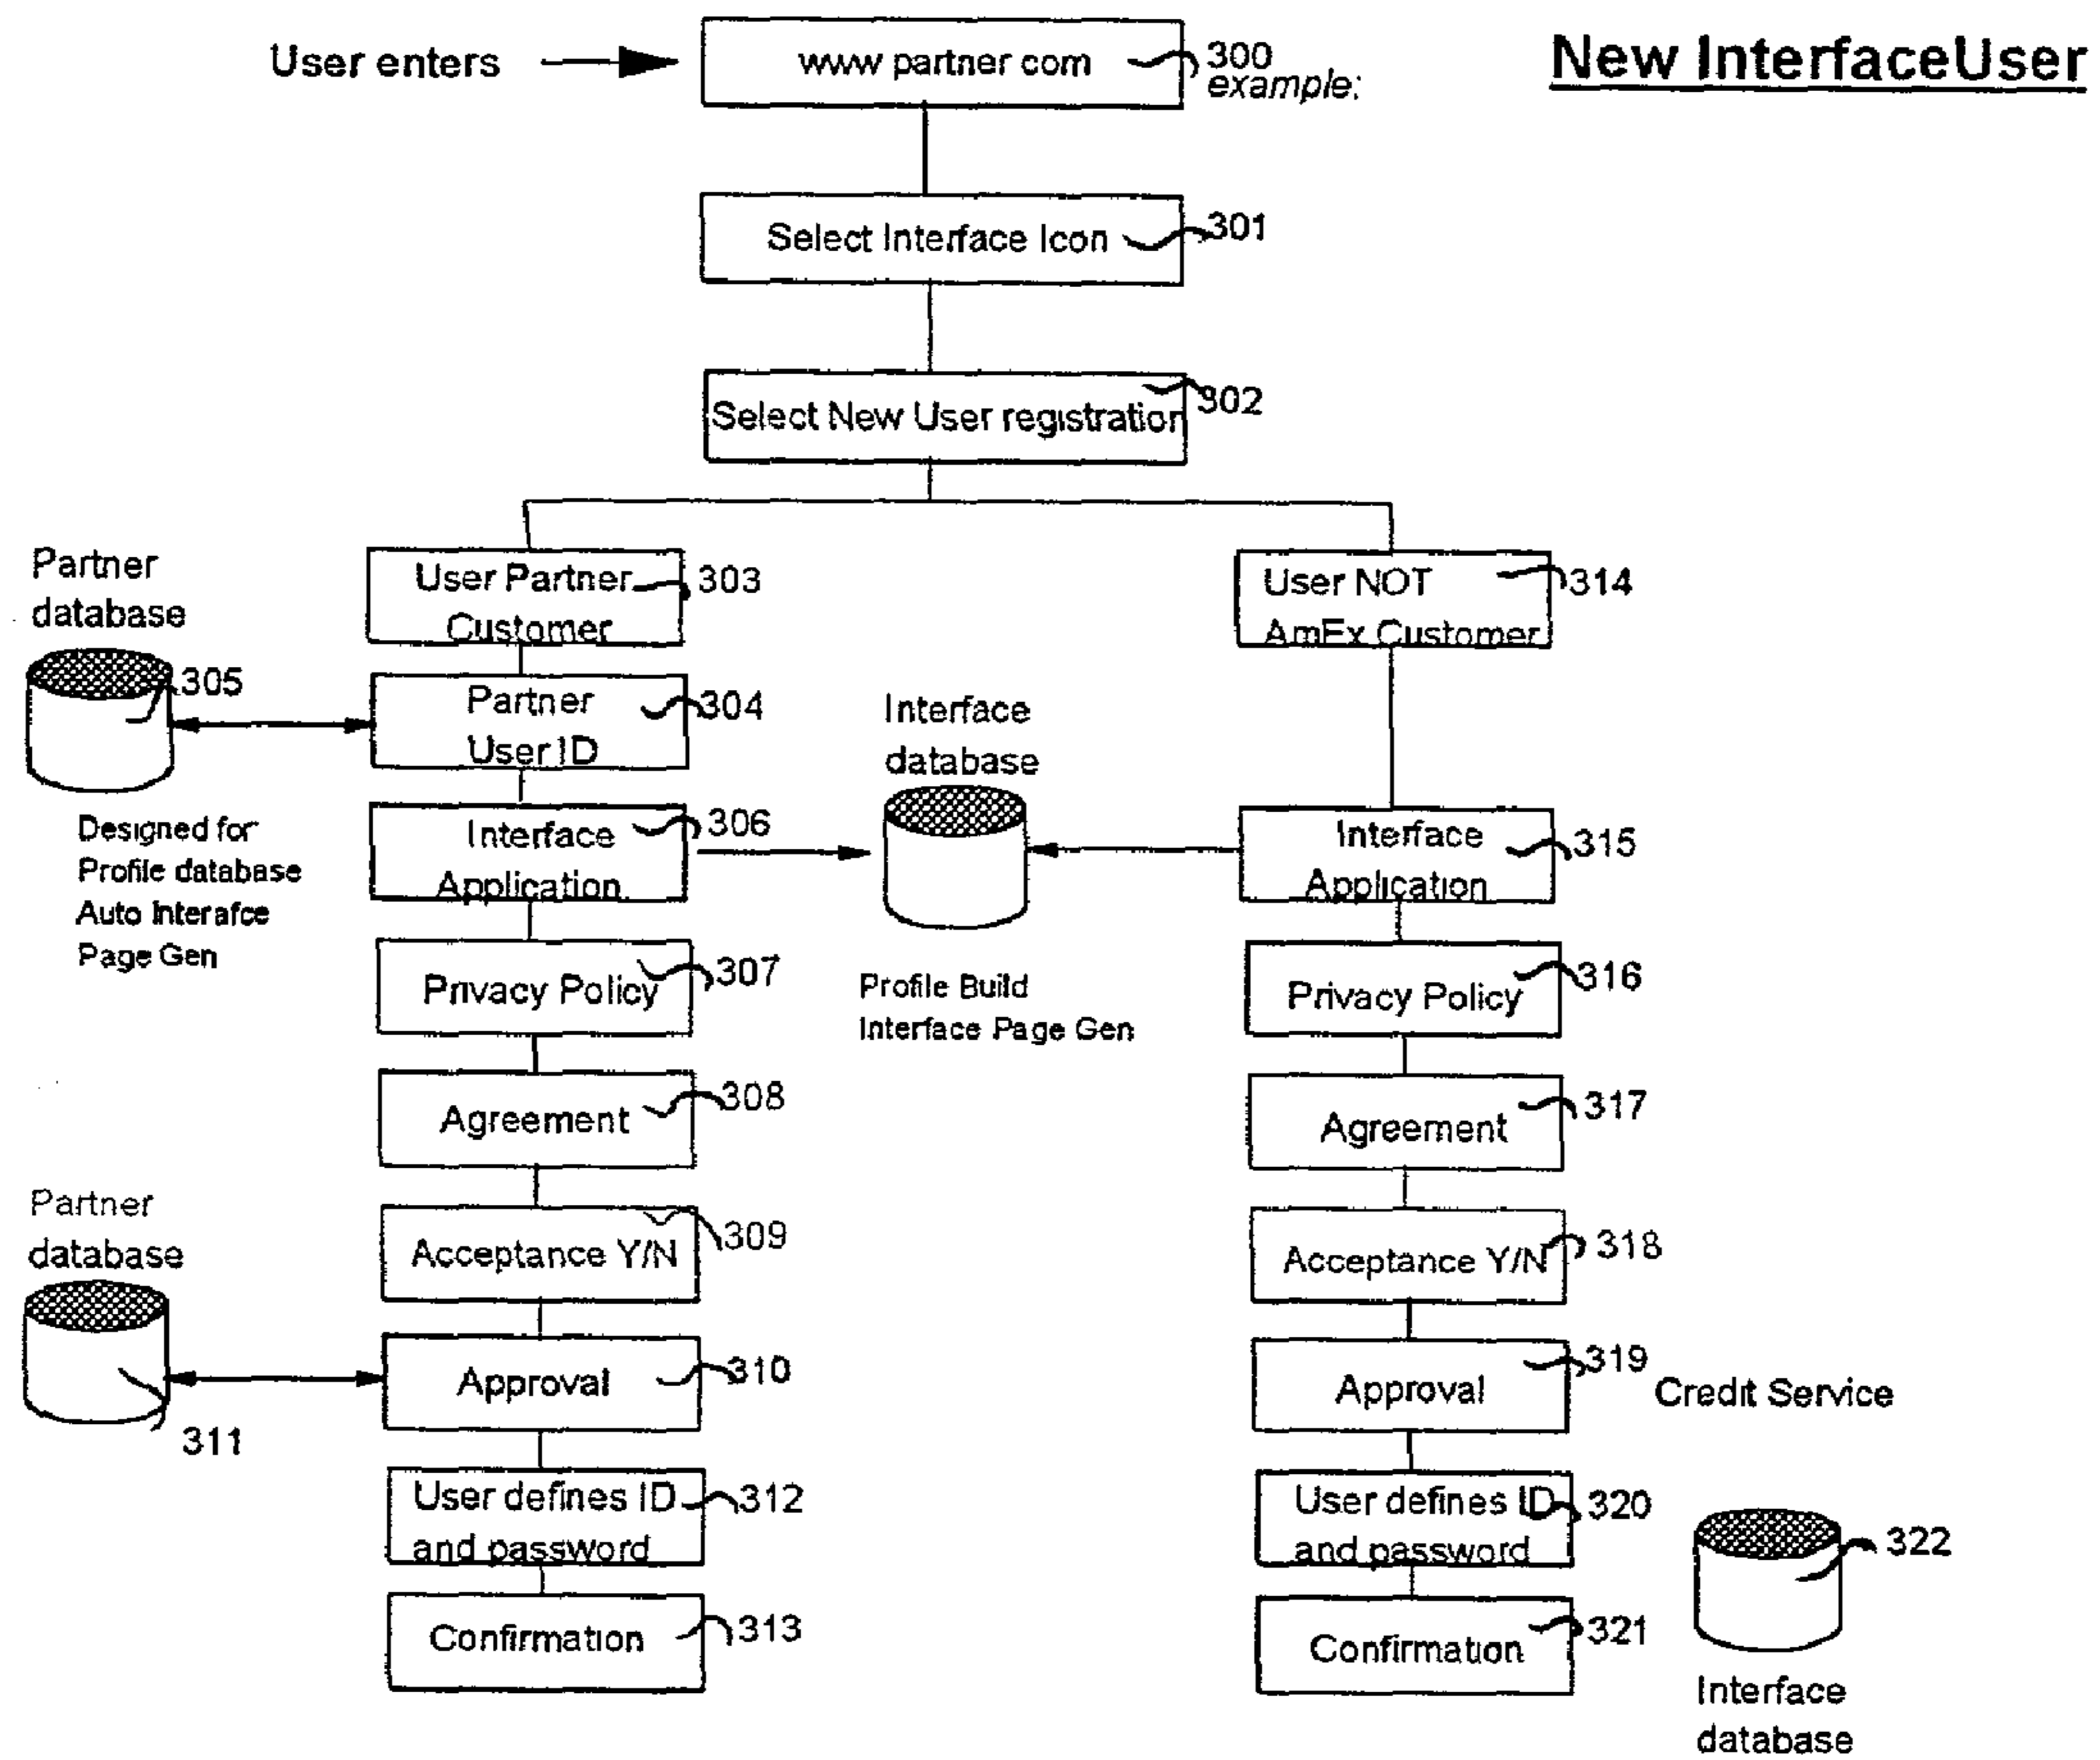 User enters
www partner com
300
example:
New InterfaceUser
Select Interface Icon
301
Select New User registration
302
User Partner
Customer
303
User NOT
AmEx Customer
314
Partner
database
305
Partner
User ID
304
Designed for
Profile database
Auto Interafce
Page Gen
Interface
Application
306
Interface
database
Profile Build
Interface Page Gen
Interface
Application
315
Privacy Policy
307
Privacy Policy
316
Agreement
308
Agreement
317
Acceptance Y/N
309
Acceptance Y/N
318
Partner
database
311
Approval
310
Approval
319
Credit Service
User defines ID
and password
312
User defines ID
and password
320
322
Confirmation
313
Confirmation
321
Interface
database